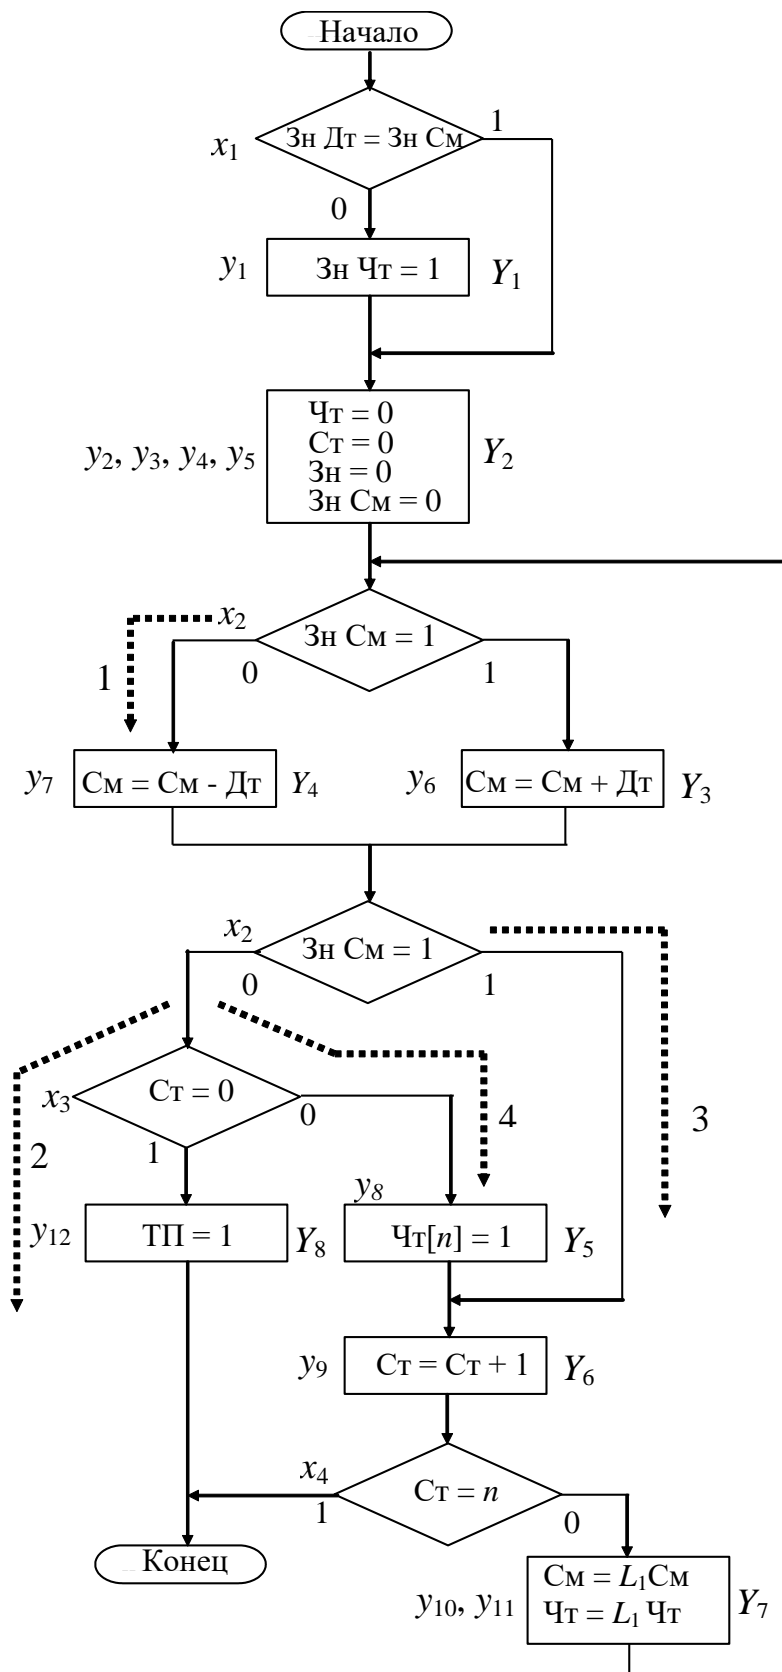 Начало
x1
Зн Дт = Зн См
1
0
y1
Зн Чт = 1
Y1
Чт = 0
Ст = 0
Зн = 0
Зн См = 0
y2, y3, y4, y5
Y2
x2
Зн См = 1
0
1
1
y7
См = См - Дт
Y4
y6
См = См + Дт
Y3
x2
Зн См = 1
0
1
x3
Ст = 0
0
4
3
2
1
y8
y12
ТП = 1
Y8
Чт[n] = 1
Y5
y9
Ст = Ст + 1
Y6
x4
Ст = n
1
0
Конец
См = L1См
Чт = L1 Чт
y10, y11
Y7